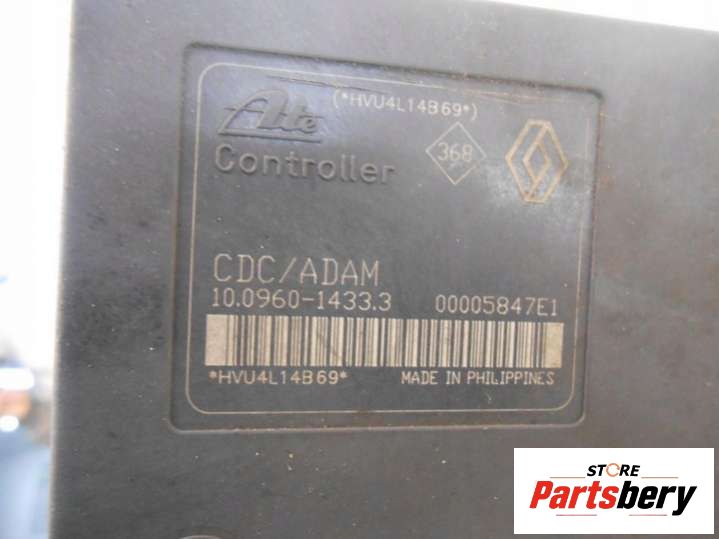 (*HVU4L14B69*)
Ate
368
Controller
CDC/ADAM
10.0960-1433.3 00005847E1
*HVU4L14B69* MADE IN PHILIPPINES
STORE
Partsbery